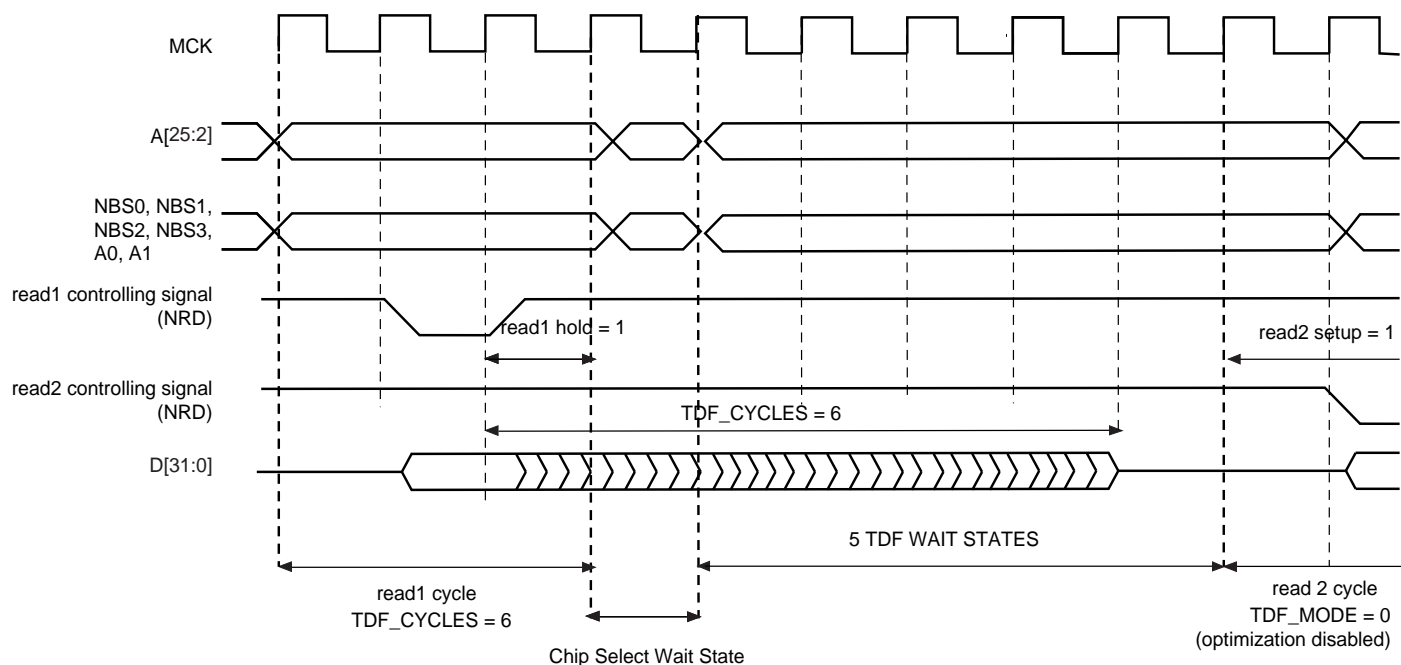 MCK
A[25:2]
NBS0, NBS1,
NBS2, NBS3,
A0, A1
read1 controlling signal
(NRD)
read1 hold = 1
read2 setup = 1
read2 controlling signal
(NRD)
TDF_CYCLES = 6
D[31:0]
5 TDF WAIT STATES
read1 cycle
TDF_CYCLES = 6
read 2 cycle
TDF_MODE = 0
(optimization disabled)
Chip Select Wait State